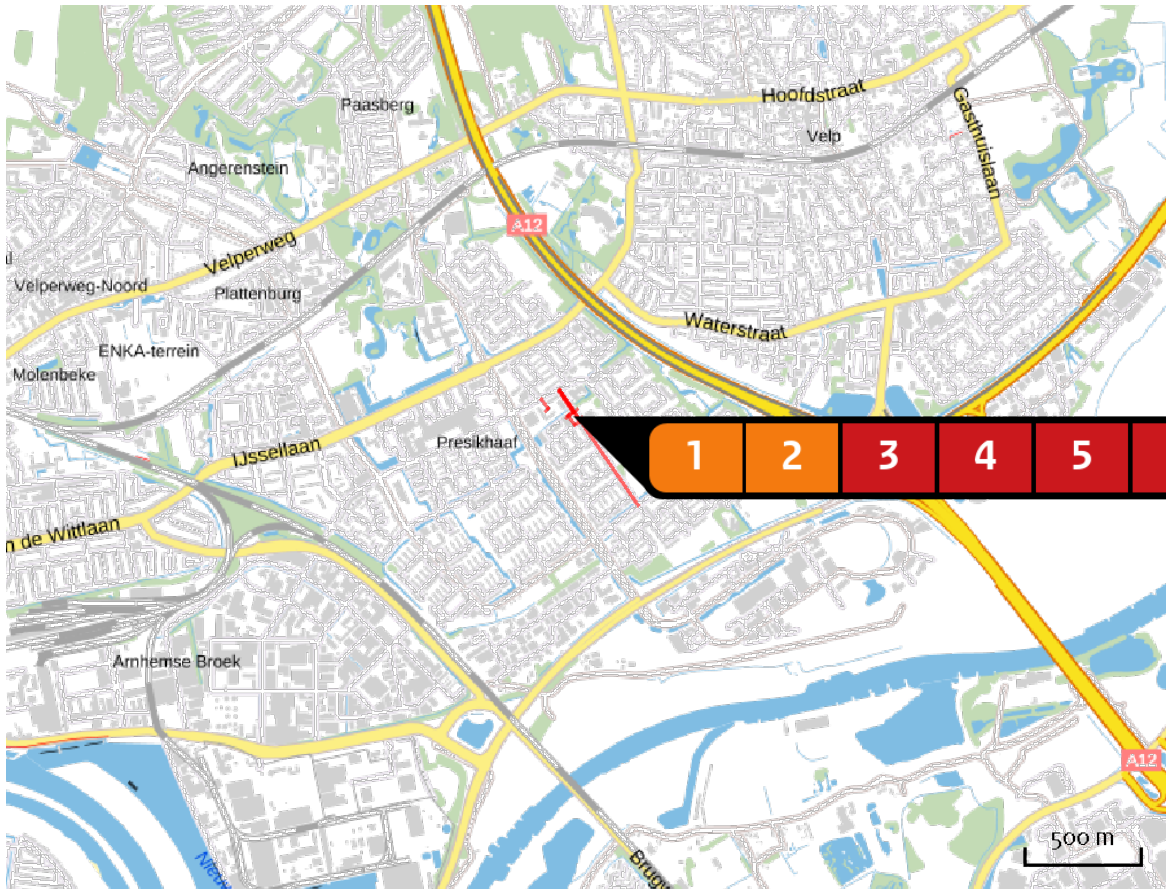 Hoofdstraat
Paasberg
Gasthuislaan
Velp
Angerenstein
A12
Velperweg
Velperweg-Noord
Plattenburg
Waterstraat
ENKA-terrein
Molenbeke
IJssellaan
Presikhaaf
1 2 3 4 5
n de Wittlaan
Arnhemse Broek
A12
500 m